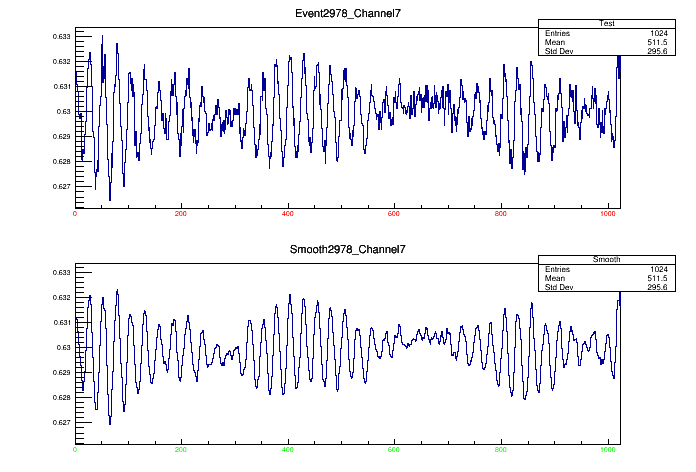 Event2978_Channel7
Test
Entries 1024
Mean 511.5
Std Dev 295.6
0.633
0.632
0.631
0.63
0.629
0.628
0.627
0 200 400 600 800 1000
Smooth2978_Channel7
Smooth
Entries 1024
Mean 511.5
Std Dev 295.6
0.633
0.632
0.631
0.63
0.629
0.628
0.627
0 200 400 600 800 1000